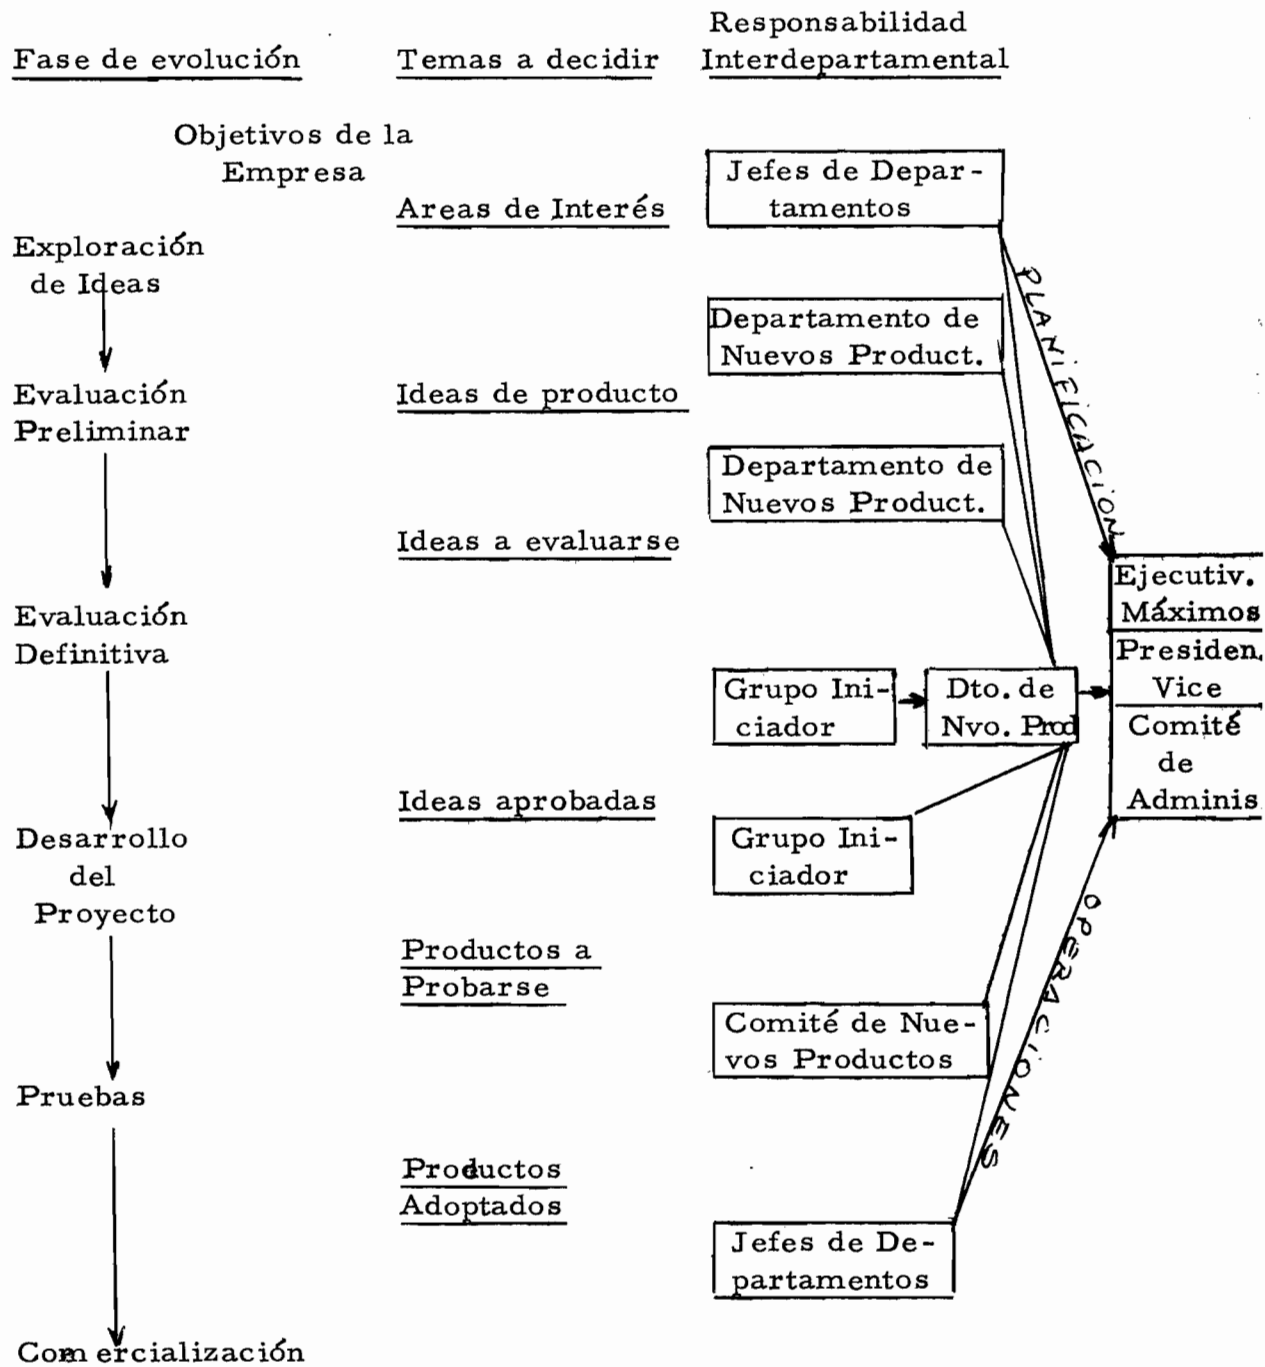 Responsabilidad
Fase de evolución Temas a decidir Interdepartamental
Objetivos de la
Empresa
Jefes de Depar-
tamentos
Areas de Interés
Exploración
de Ideas
PLANIFICACION
Departamento de
Nuevos Product.
Evaluación
Preliminar
Ideas de producto
Departamento de
Nuevos Product.
Ideas a evaluarse
Ejecutiv.
Máximos
Presiden.
Vice
Comité
de
Adminis
Evaluación
Definitiva
Grupo Ini-
ciador
Dto. de
Nvo. Prod
Ideas aprobadas
Grupo Ini-
ciador
Desarrollo
del
Proyecto
OPERACIONES
Productos a
Probarse
Comité de Nue-
vos Productos
Pruebas
Productos
Adoptados
Jefes de De-
partamentos
Com ercialización